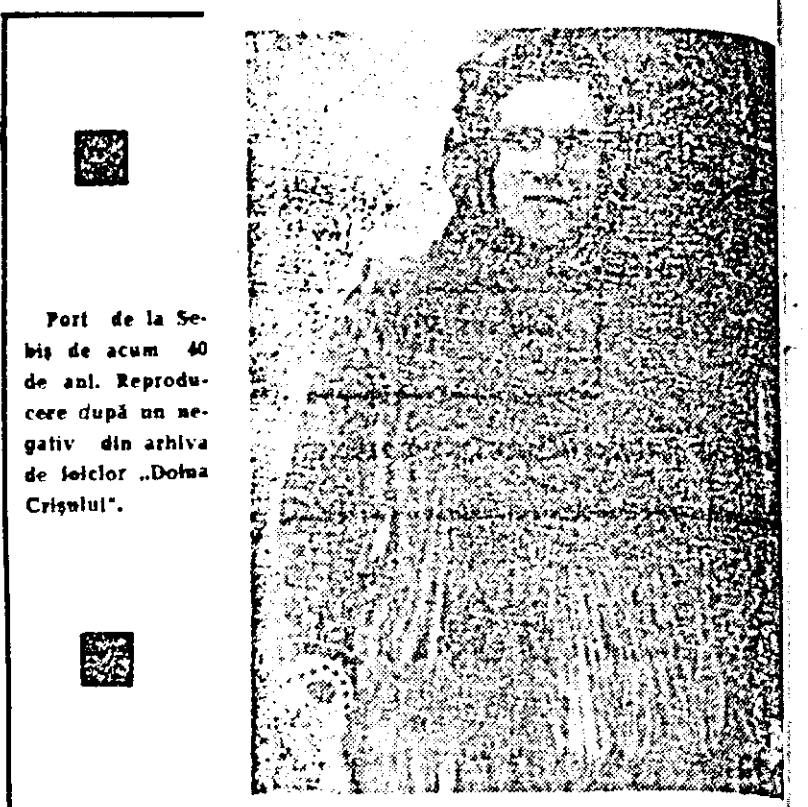 Port de la Se-
biș de acum 40
de ani. Reprodu-
cere după un ne-
gativ din arhiva
de folclor „Doina
Crișului".